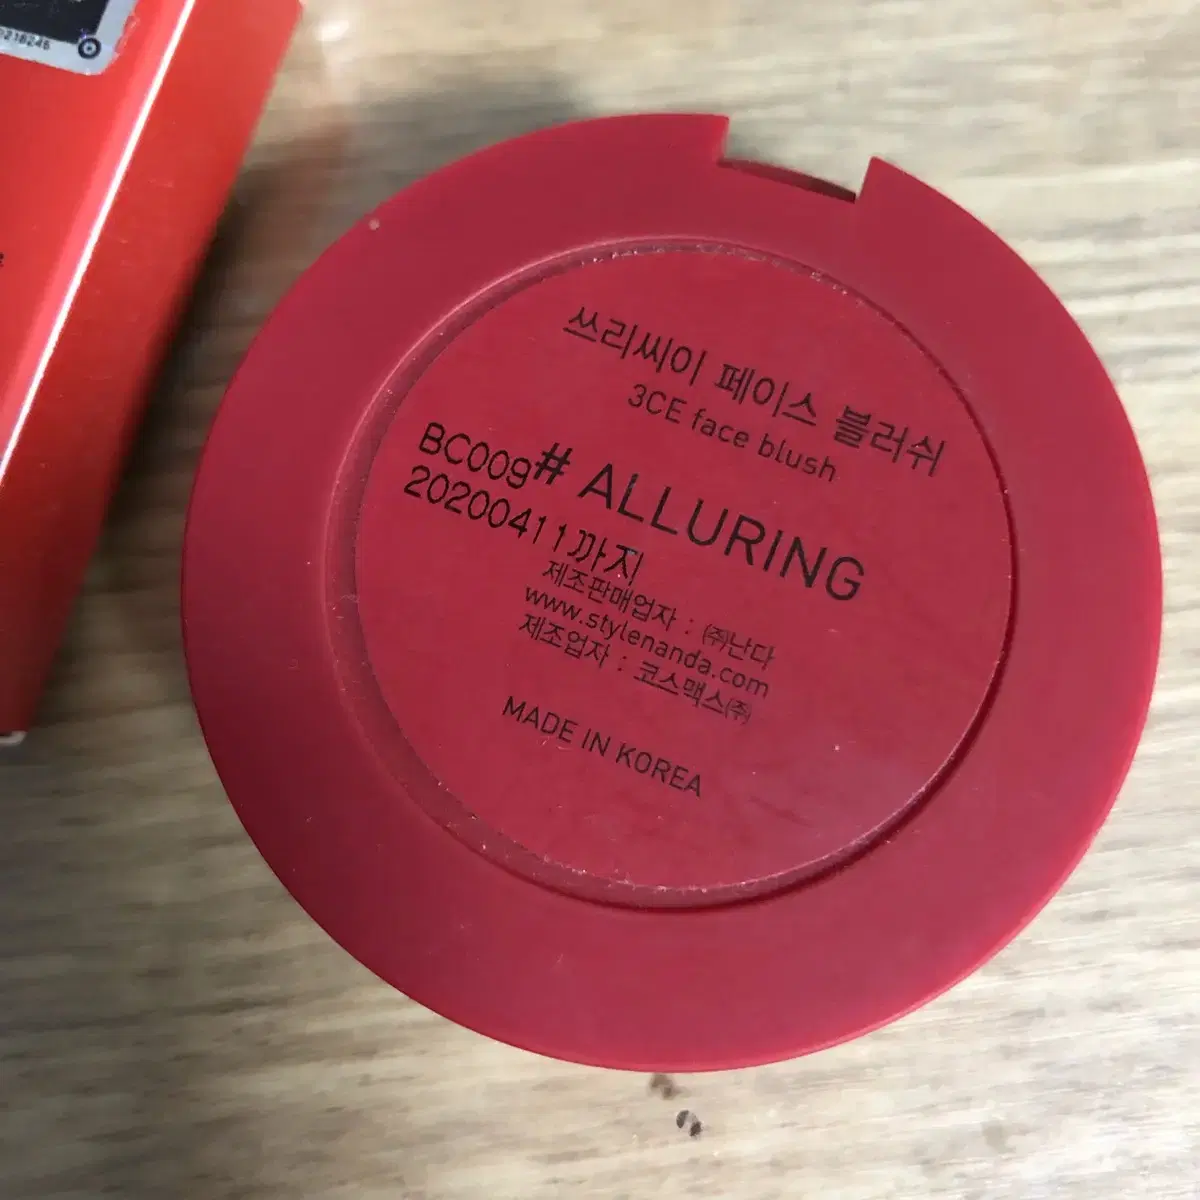 0218246
쓰리씨이 페이스 블러쉬
3CE face blush
# ALLURING
BC009
20200411까지
제조판매업자 : ㈜난다
www.stylenanda.com
제조업자 : 코스맥스㈜
MADE IN KOREA